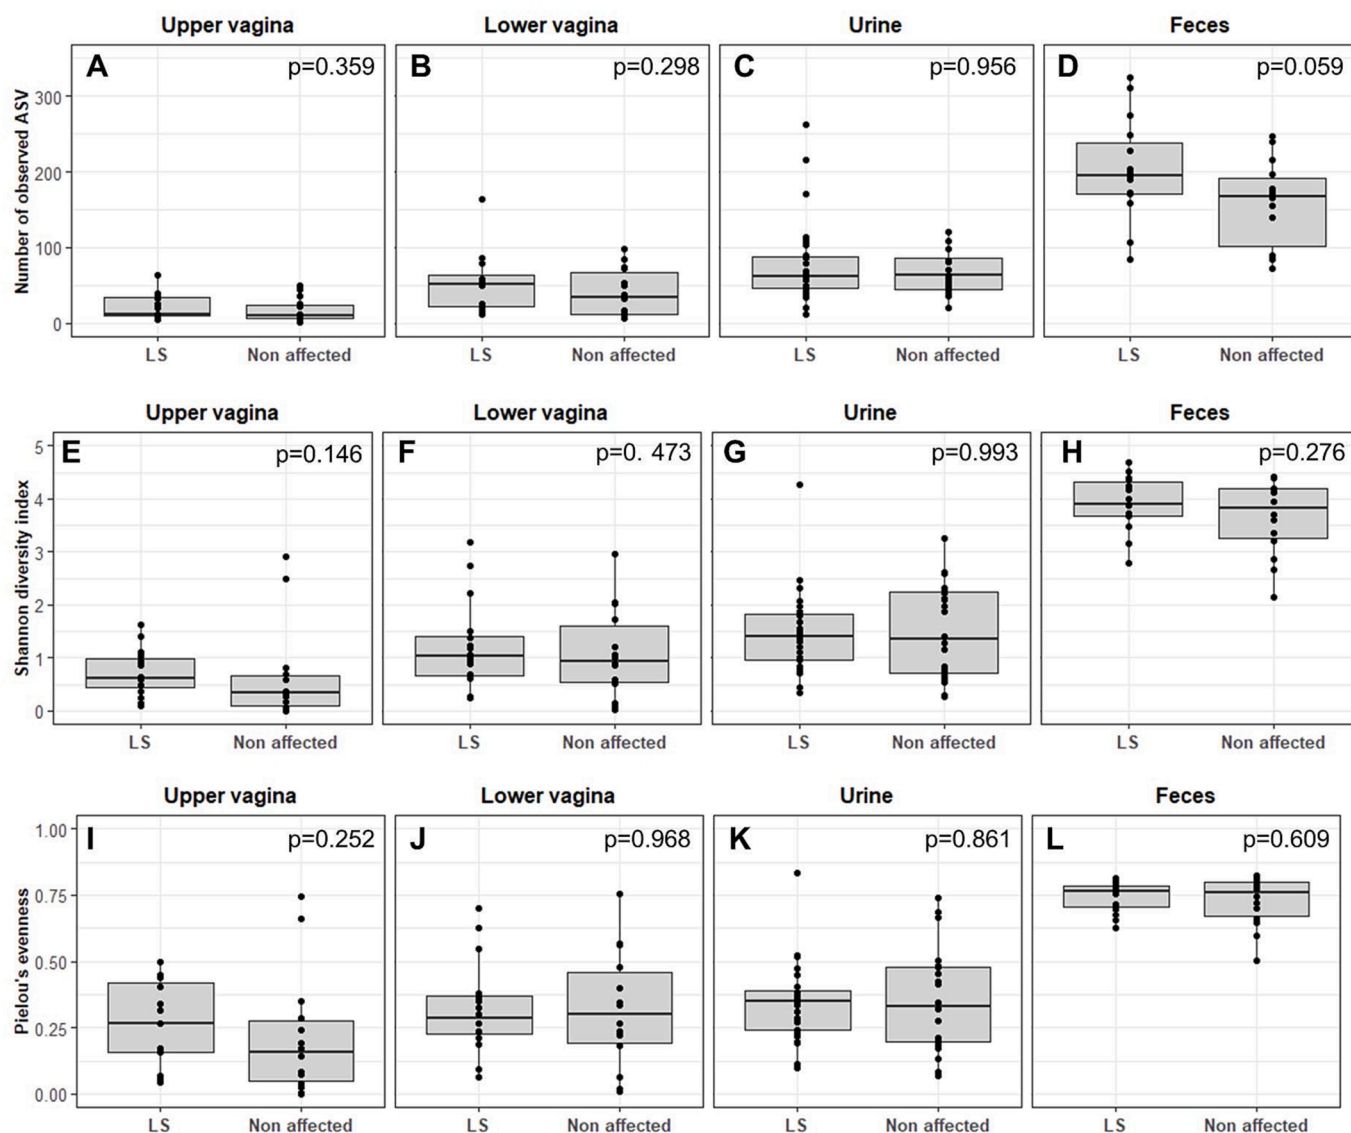 Upper vagina Lower vagina Urine Feces
A p=0.359 B p=0.298 C p=0.956 D p=0.059
Number of observed ASV
300
200
100
0
LS Non affected LS Non affected LS Non affected LS Non affected
Upper vagina Lower vagina Urine Feces
E p=0.146 F p=0. 473 G p=0.993 H p=0.276
Shannon diversity index
5
4
3
2
1
0
LS Non affected LS Non affected LS Non affected LS Non affected
Upper vagina Lower vagina Urine Feces
I p=0.252 J p=0.968 K p=0.861 L p=0.609
Pielou's evenness
1.00
0.75
0.50
0.25
0.00
LS Non affected LS Non affected LS Non affected LS Non affected